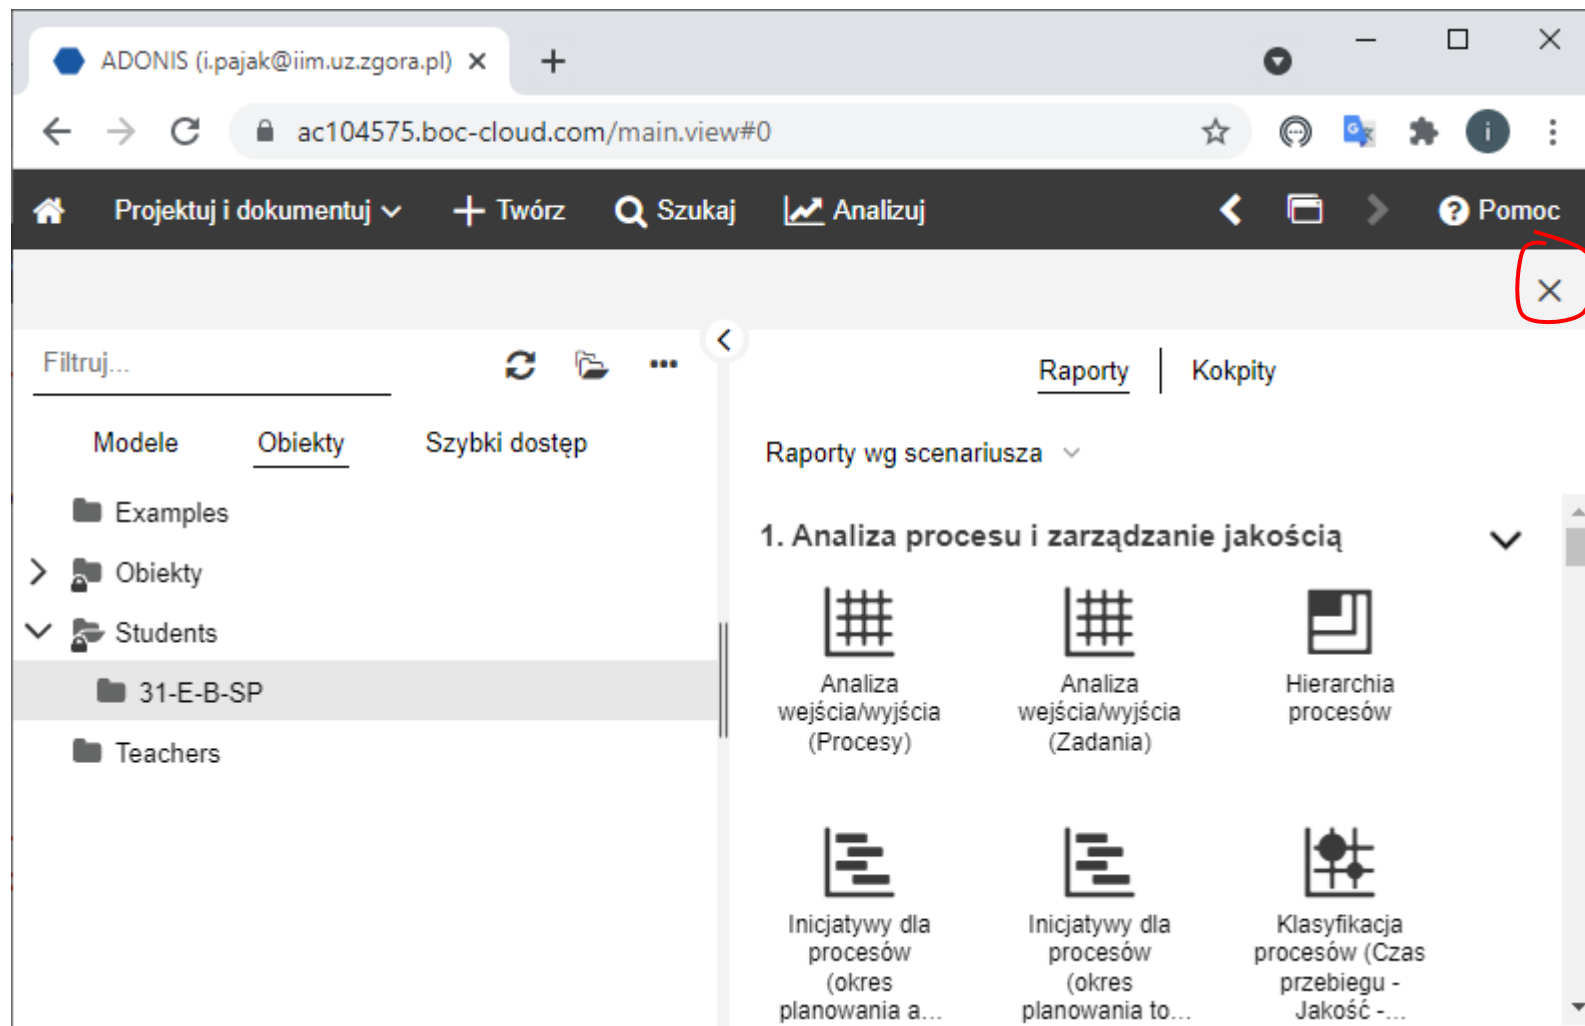 ADONIS (i.pajak@iim.uz.zgora.pl)
ac104575.boc-cloud.com/main.view#0
i
Projektuj i dokumentuj
Twórz
Szukaj
Analizuj
Pomoc
Filtruj...
Modele
Obiekty
Szybki dostęp
Examples
Obiekty
Students
31-E-B-SP
Teachers
Raporty
Kokpity
Raporty wg scenariusza
1. Analiza procesu i zarządzanie jakością
Analiza
wejścia/wyjścia
(Procesy)
Analiza
wejścia/wyjścia
(Zadania)
Hierarchia
procesów
Inicjatywy dla
procesów
(okres
planowania a...
Inicjatywy dla
procesów
(okres
planowania to...
Klasyfikacja
procesów (Czas
przebiegu -
Jakość -...